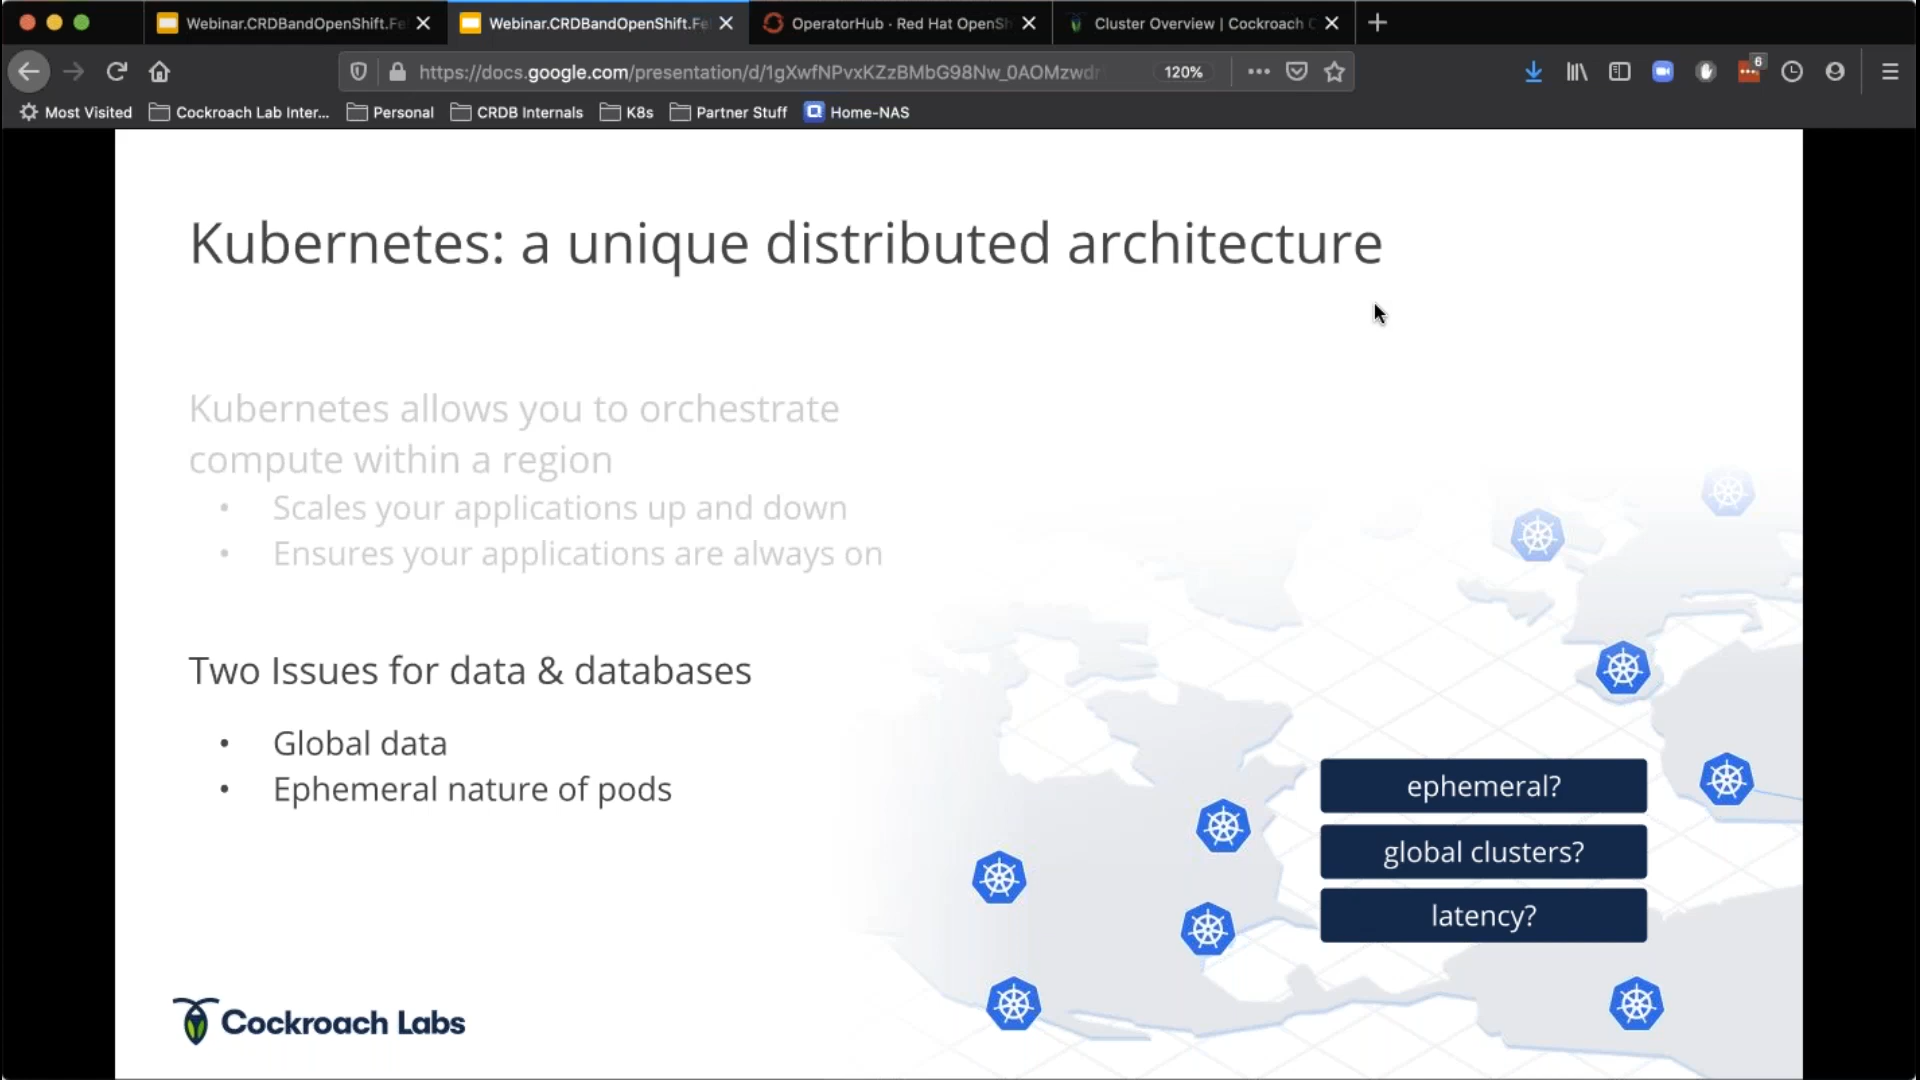 Webinar.CRDBandOpenShift.Fe
Webinar.CRDBandOpenShift.Fe
OperatorHub · Red Hat OpenSh
Cluster Overview | Cockroach C
https://docs.google.com/presentation/d/1gXwfNPvxKZzBMbG98Nw_0AOMzwdr
120%
6
Most Visited
Cockroach Lab Inter...
Personal
CRDB Internals
K8s
Partner Stuff
Home-NAS
Kubernetes: a unique distributed architecture
Kubernetes allows you to orchestrate
compute within a region
• Scales your applications up and down
• Ensures your applications are always on
Two Issues for data & databases
• Global data
• Ephemeral nature of pods
ephemeral?
global clusters?
latency?
Cockroach Labs